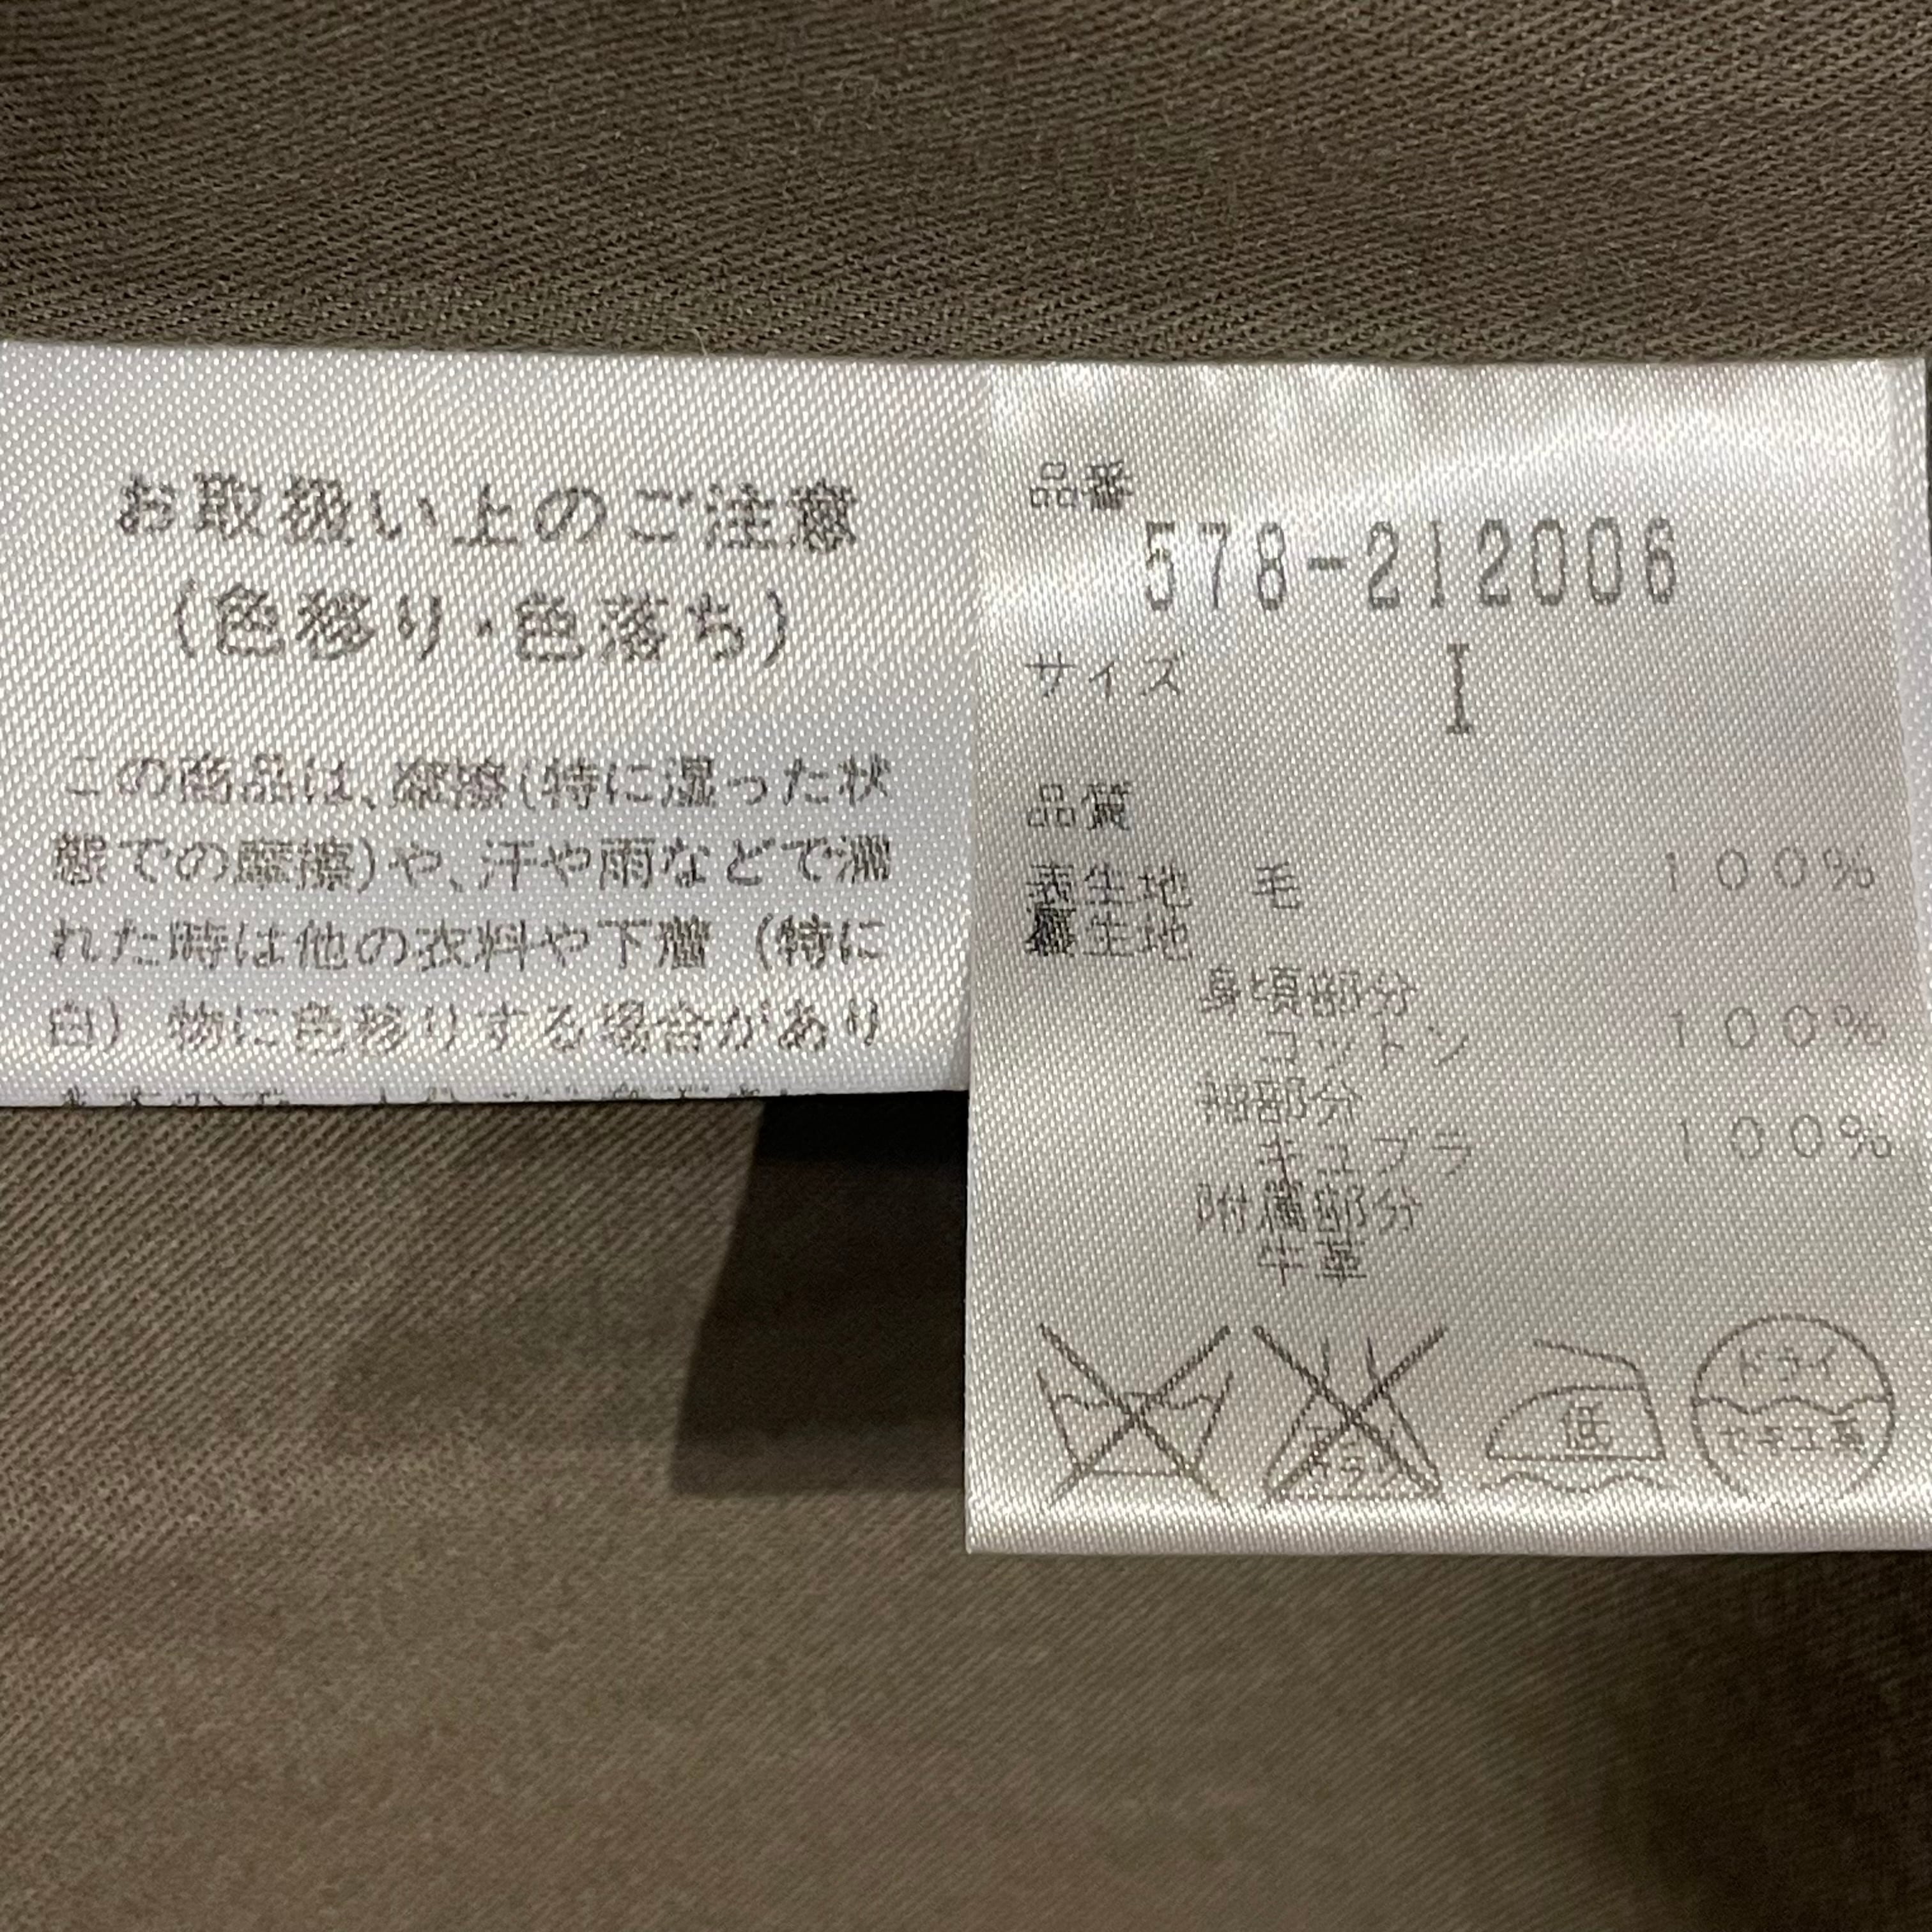 お取扱い上のご注意
(色移り・色落ち)
この商品は、摩擦(特に湿った状
態での摩擦)や、汗や雨などで濡
れた時は他の衣料や下着 (特に
白) 物に色移りする場合があり
品番
578-212006
サイズ I
品質
表生地 毛 100%
裏生地
身頃部分
コットン 100%
袖部分
キュプラ 100%
附属部分
牛革
低
ドライ
セキユ系